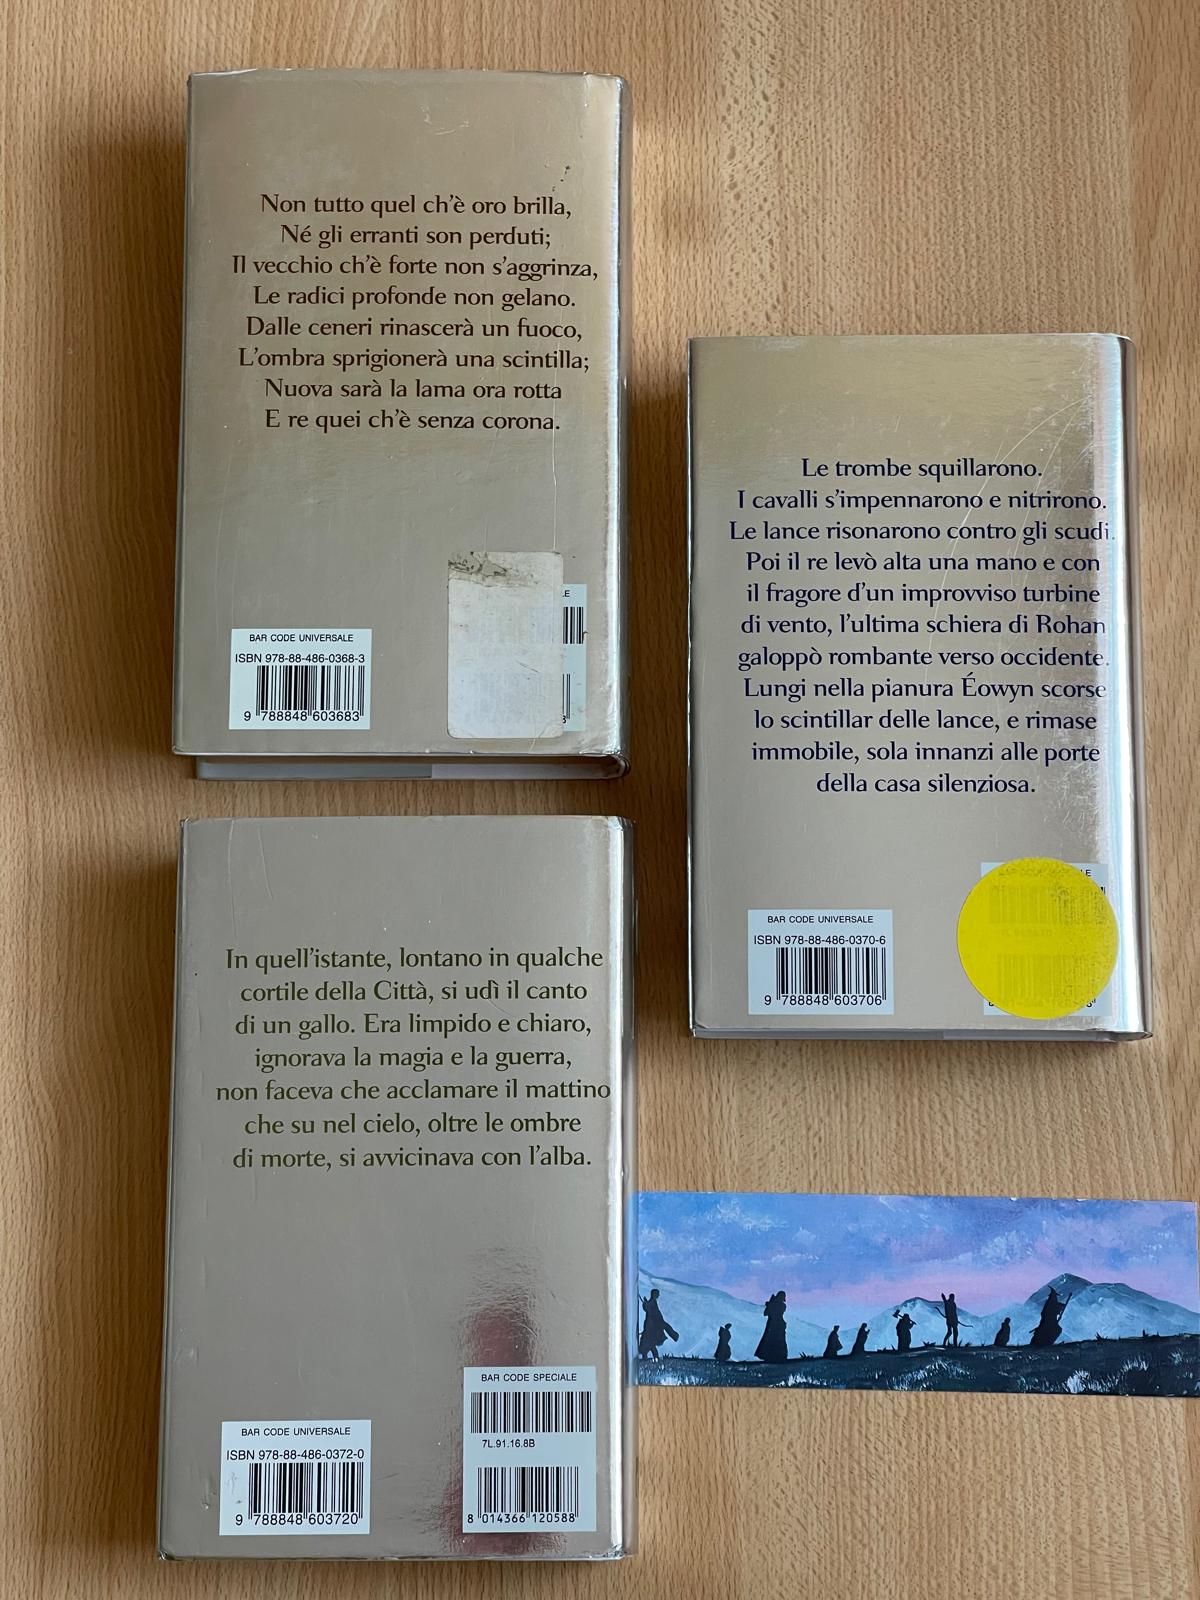 Non tutto quel ch'è oro brilla,
Né gli erranti son perduti;
Il vecchio ch'è forte non s'aggrinza,
Le radici profonde non gelano.
Dalle ceneri rinascerà un fuoco,
L'ombra sprigionerà una scintilla;
Nuova sarà la lama ora rotta
E re quei ch'è senza corona.
BAR CODE UNIVERSALE
ISBN 978-88-486-0368-3
9 788848 603683
Le trombe squillarono.
I cavalli s'impennarono e nitrirono.
Le lance risonarono contro gli scudi.
Poi il re levò alta una mano e con
il fragore d'un improvviso turbine
di vento, l'ultima schiera di Rohan
galoppò rombante verso occidente.
Lungi nella pianura Éowyn scorse
lo scintillar delle lance, e rimase
immobile, sola innanzi alle porte
della casa silenziosa.
BAR CODE
BAR CODE UNIVERSALE
ISBN 978-88-486-0370-6
9 788848 603706
In quell'istante, lontano in qualche
cortile della Città, si udì il canto
di un gallo. Era limpido e chiaro,
ignorava la magia e la guerra,
non faceva che acclamare il mattino
che su nel cielo, oltre le ombre
di morte, si avvicinava con l'alba.
BAR CODE UNIVERSALE
ISBN 978-88-486-0372-0
9 788848 603720
BAR CODE SPECIALE
7L.91.16.8B
8 014366 120588